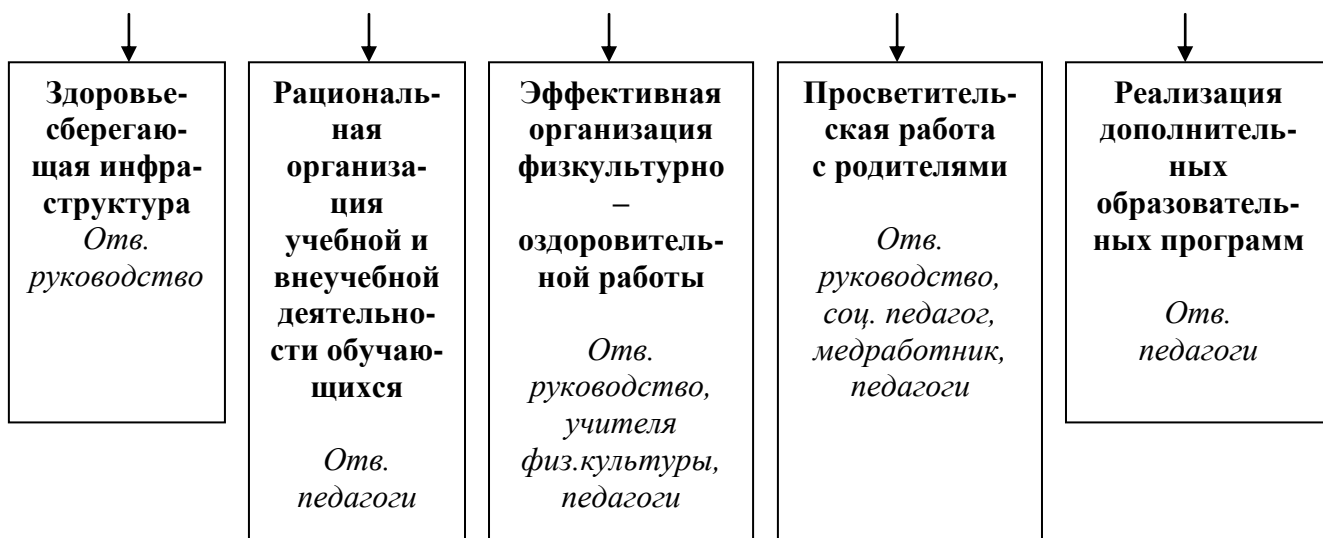 Здоровье-
сберегаю-
щая инфра-
структура
Отв.
руководство
Рациональ-
ная
организа-
ция
учебной и
внеучебной
деятельно-
сти обучаю-
щихся
Отв.
педагоги
Эффективная
организация
физкультурно
–
оздоровитель-
ной работы
Отв.
руководство,
учителя
физ.культуры,
педагоги
Просветитель-
ская работа
с родителями
Отв.
руководство,
соц. педагог,
медработник,
педагоги
Реализация
дополнитель-
ных
образователь-
ных программ
Отв.
педагоги